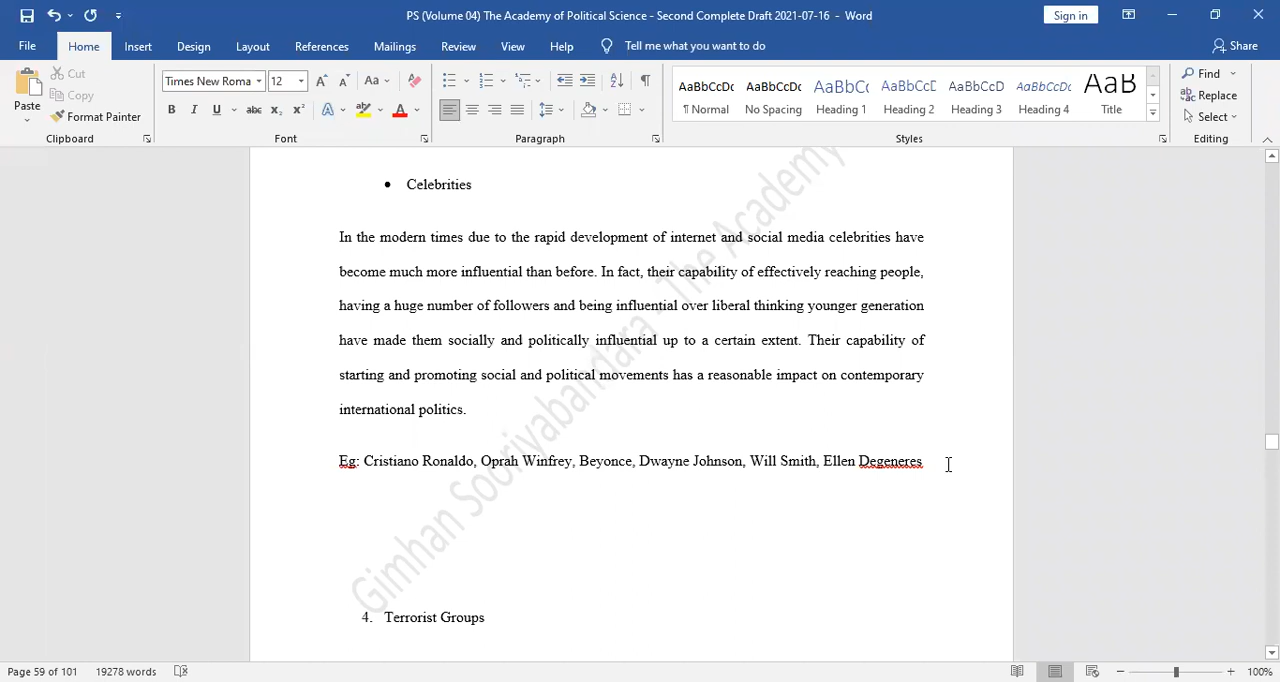 PS (Volume 04) The Academy of Political Science - Second Complete Draft 2021-07-16 - Word
Sign in
File Home Insert Design Layout References Mailings Review View Help Tell me what you want to do Share
Paste
Cut
Copy
Format Painter
Clipboard
Times New Roma 12
Aa
B I U abc x₂ x² A A
Font
Paragraph
AaBbCcDc AaBbCcDc AaBbCc AaBbCcD AaBbCcD AaBbCcDc AaB
¶ Normal No Spacing Heading 1 Heading 2 Heading 3 Heading 4 Title
Styles
Find
Replace
Select
Editing
• Celebrities
In the modern times due to the rapid development of internet and social media celebrities have
become much more influential than before. In fact, their capability of effectively reaching people,
having a huge number of followers and being influential over liberal thinking younger generation
have made them socially and politically influential up to a certain extent. Their capability of
starting and promoting social and political movements has a reasonable impact on contemporary
international politics.
Eg: Cristiano Ronaldo, Oprah Winfrey, Beyonce, Dwayne Johnson, Will Smith, Ellen Degeneres
4. Terrorist Groups
Gimhan Sooriyabandara - The Academy
Page 59 of 101 19278 words
100%